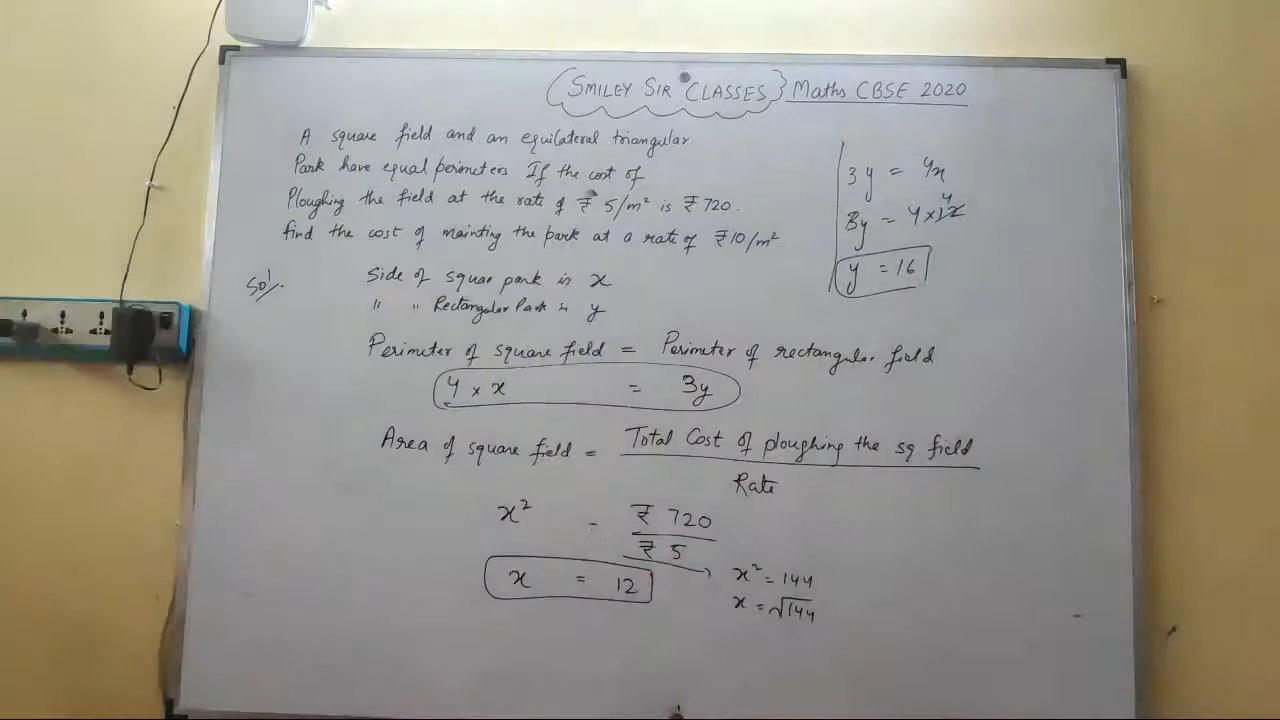 SMILEY SIR CLASSES Maths CBSE 2020
A square field and an equilateral triangular
Park have equal perimeters If the cost of
Ploughing the field at the rate of ₹ 5/m² is ₹ 720.
find the cost of mainting the park at a rate of ₹10/m²
Sol.
Side of squar park is x
" " Rectangular Park is y
Perimeter of square field = Perimeter of rectangular field
4 × x = 3y
Area of square field = Total Cost of ploughing the sq field
Rate
x² = ₹ 720
₹ 5
x = 12
x² = 144
x = √144
3y = 4x
3y = 4×12 4
y = 16